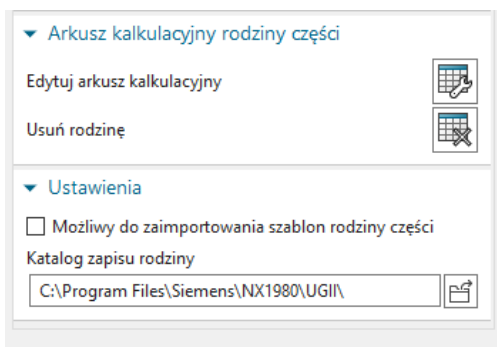 Arkusz kalkulacyjny rodziny części
Edytuj arkusz kalkulacyjny
Usuń rodzinę
Ustawienia
Możliwy do zaimportowania szablon rodziny części
Katalog zapisu rodziny
C:\Program Files\Siemens\NX1980\UGII\